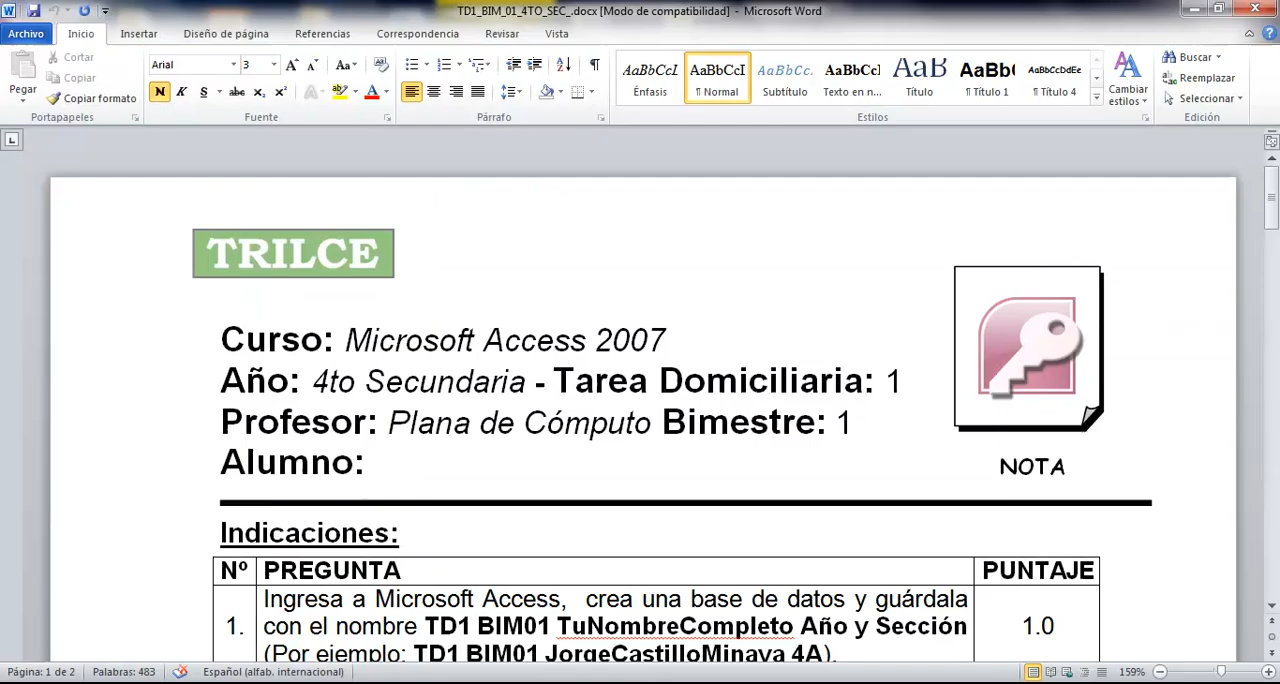 TD1_BIM_01_4TO_SEC_.docx [Modo de compatibilidad] - Microsoft Word
Archivo Inicio Insertar Diseño de página Referencias Correspondencia Revisar Vista
Pegar
Cortar
Copiar
Copiar formato
Portapapeles
Arial 3
N K S abc x₂ x²
Aa
Fuente
Párrafo
AaBbCcI AaBbCcI AaBbCc. AaBbCcI AaB AaBb( AaBbCcDdEe
Énfasis ¶ Normal Subtítulo Texto en n... Título ¶ Título 1 ¶ Título 4
Cambiar estilos
Estilos
Buscar
Reemplazar
Seleccionar
Edición
TRILCE
Curso: Microsoft Access 2007
Año: 4to Secundaria - Tarea Domiciliaria: 1
Profesor: Plana de Cómputo Bimestre: 1
Alumno:
NOTA
Indicaciones:
Nº PREGUNTA PUNTAJE
Ingresa a Microsoft Access, crea una base de datos y guárdala
1. con el nombre TD1 BIM01 TuNombreCompleto Año y Sección 1.0
(Por ejemplo: TD1 BIM01 JorgeCastilloMinaya 4A).
Página: 1 de 2 Palabras: 483 Español (alfab. internacional) 159%